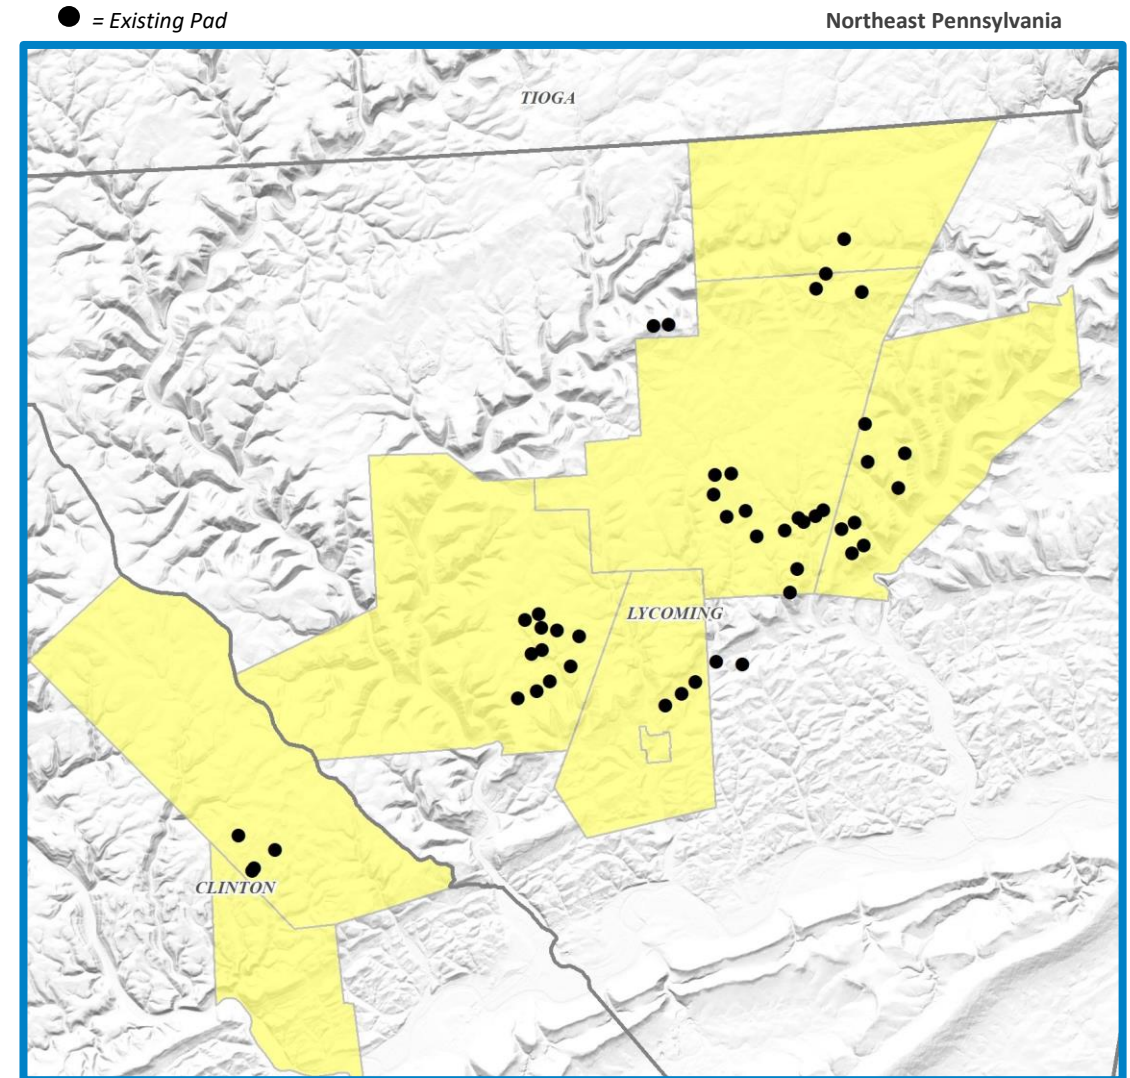 = Existing Pad
Northeast Pennsylvania
TIOGA
LYCOMING
CLINTON